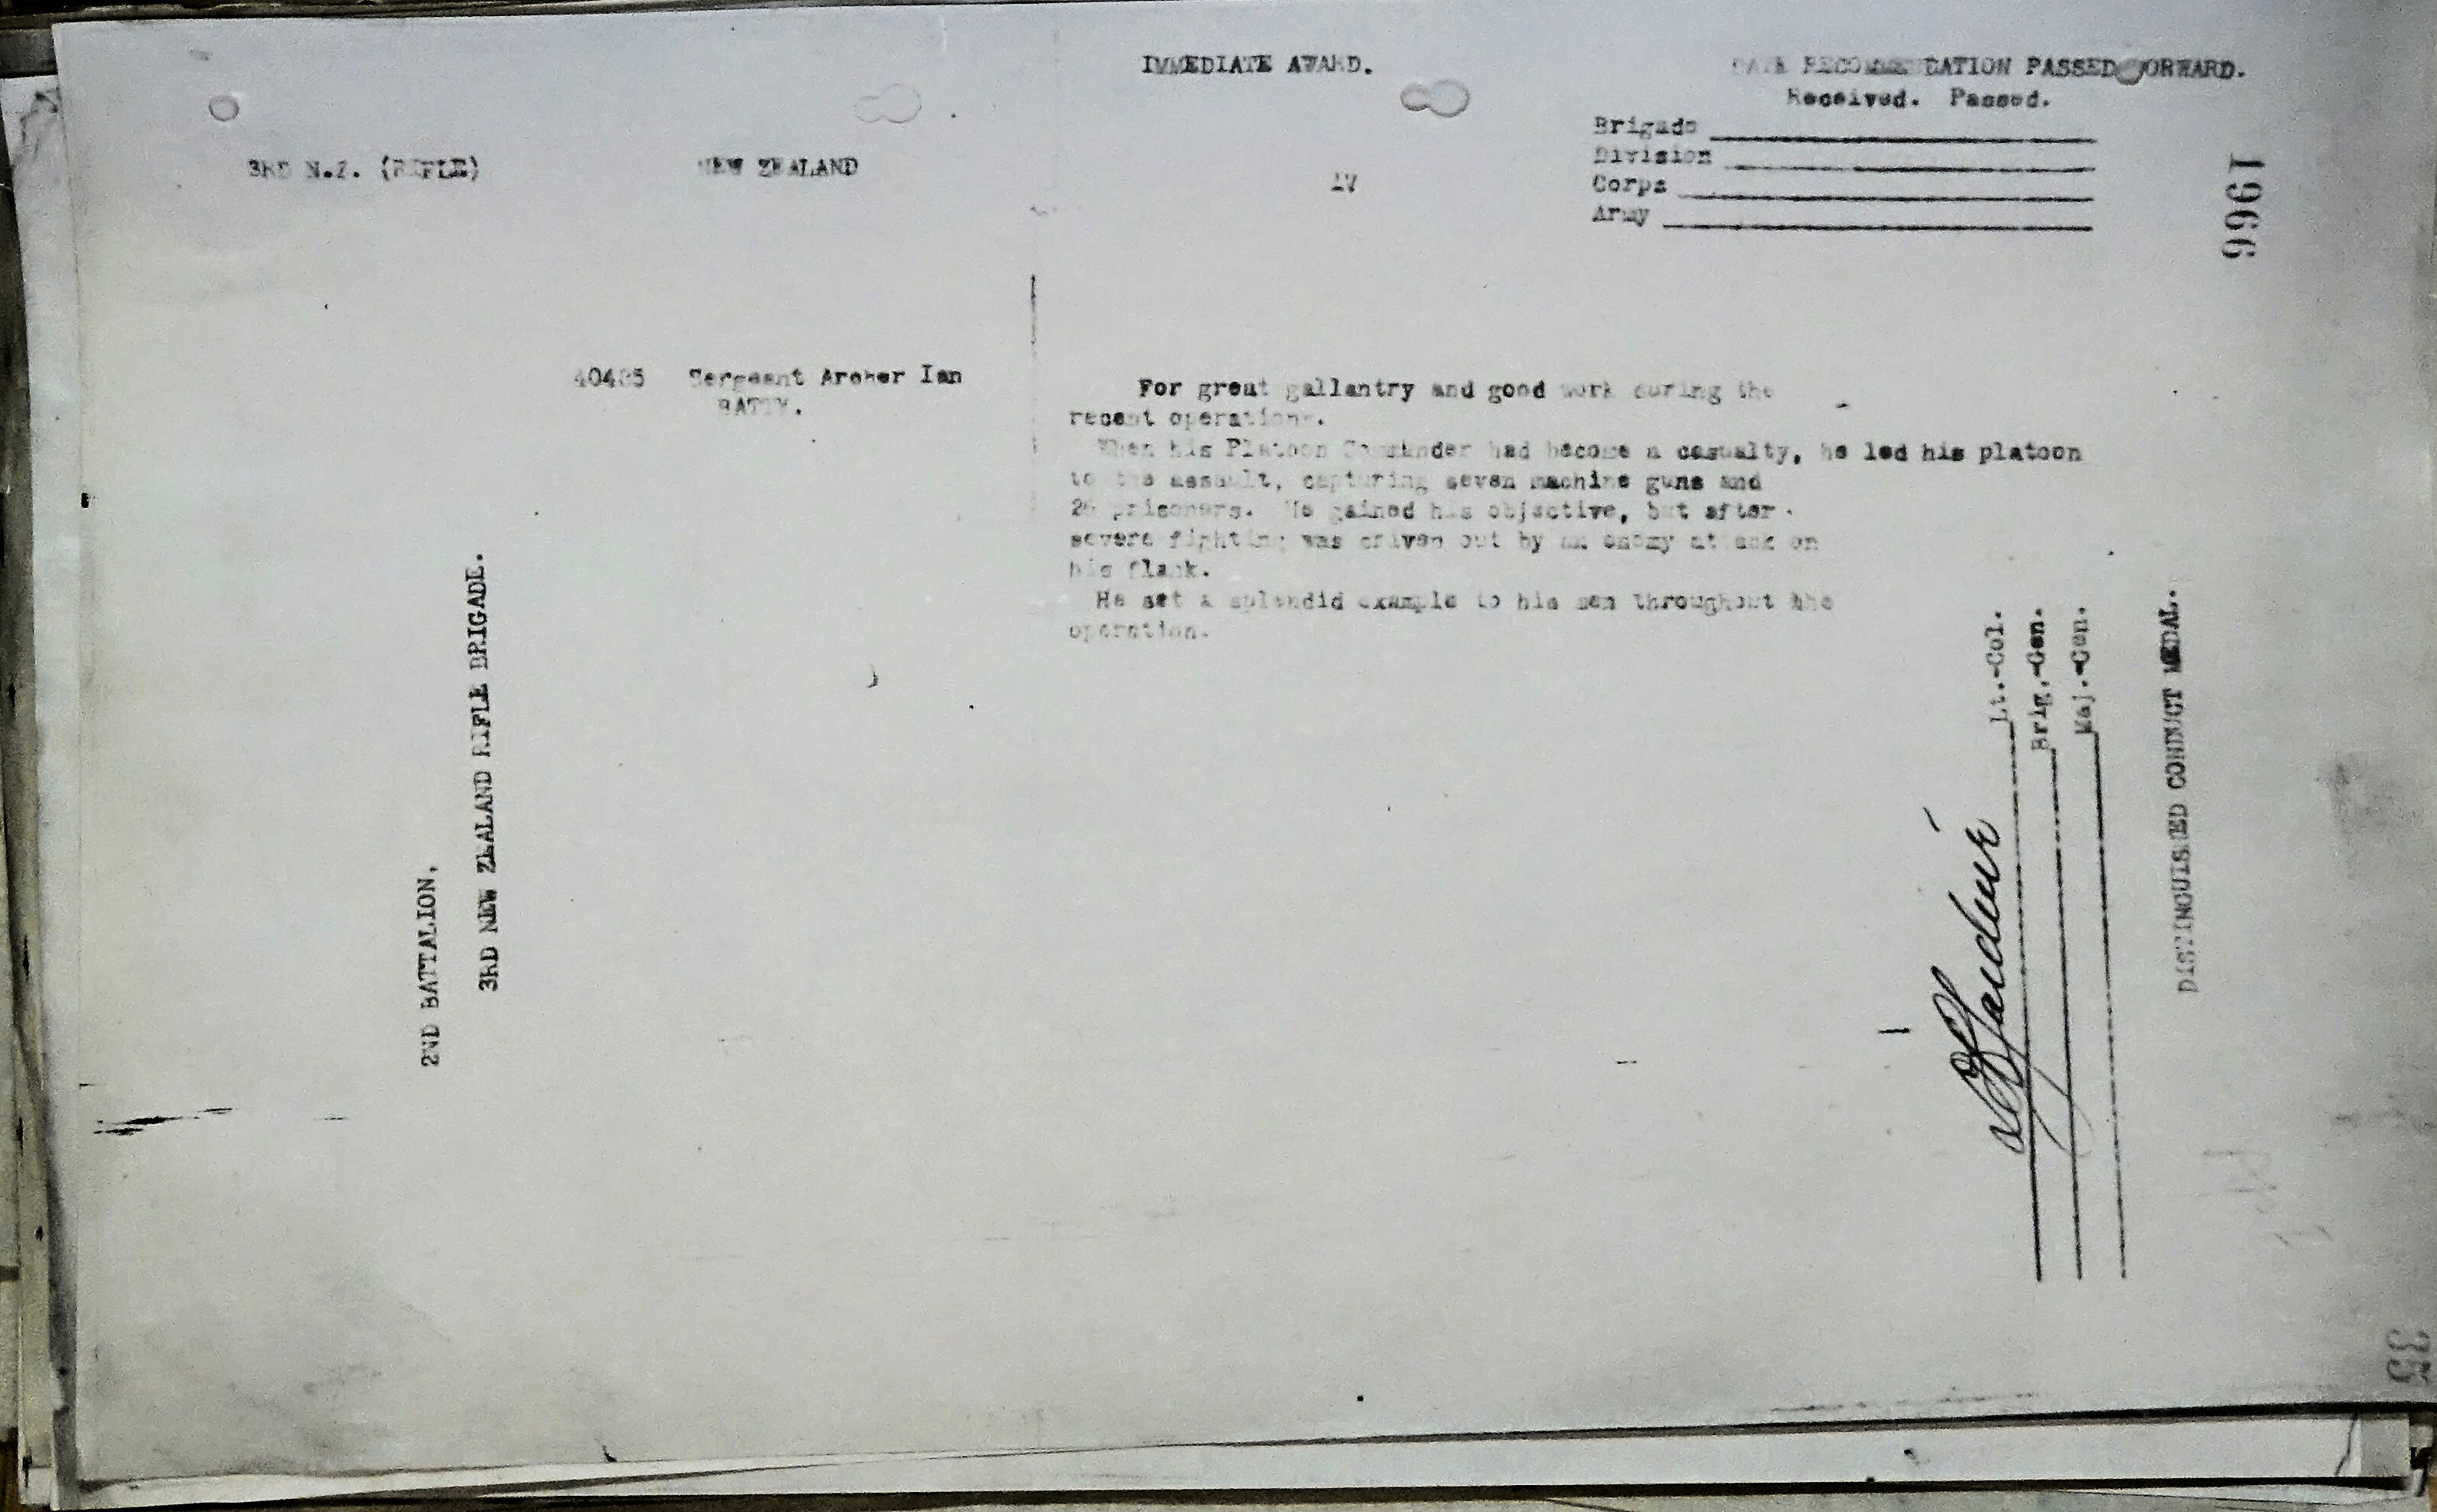 IMMEDIATE AWARD.
DATE RECOMMENDATION PASSED FORWARD.
Received. Passed.
Brigade
Division
Corps
Army
3RD N.Z. (RIFLE)
NEW ZEALAND
IV
1966
Sergeant Archer Ian
BATTY.
For great gallantry and good work during the
recent operations.
When his Platoon Commander had become a casualty, he led his platoon
to the assault, capturing seven machine guns and
prisoners. He gained his objective, but after
severe fighting was driven out by an enemy attack on
his flank.
He set a splendid example to his men throughout the
operation.
2ND BATTALION,
3RD NEW ZEALAND RIFLE BRIGADE.
Lt.-Col.
Brig.-Gen.
Maj.-Gen.
DISTINGUISHED CONDUCT MEDAL.
35